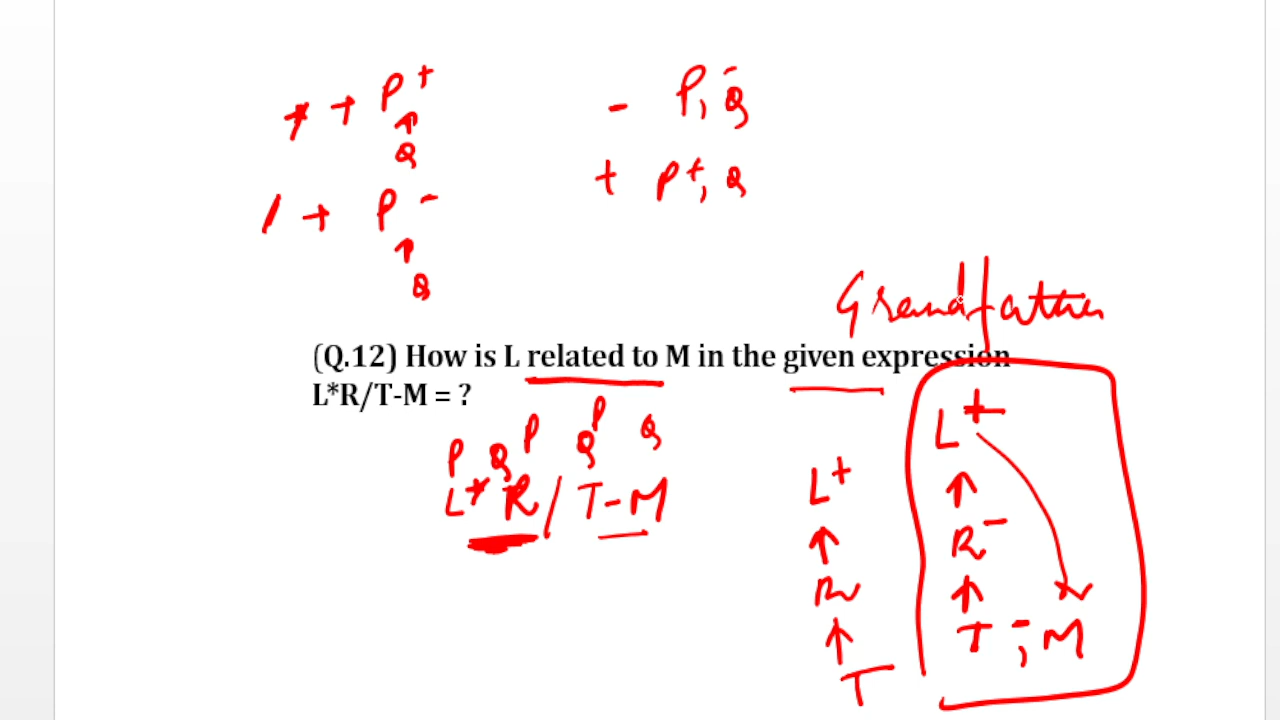 * + P+
Q
- P, Q-
/ + P-
Q
+ P+, Q
Grandfather
(Q.12) How is L related to M in the given expression
L*R/T-M = ?
P Q P Q P Q
L* R / T - M
L+
R
T
L+
R-
T ; M